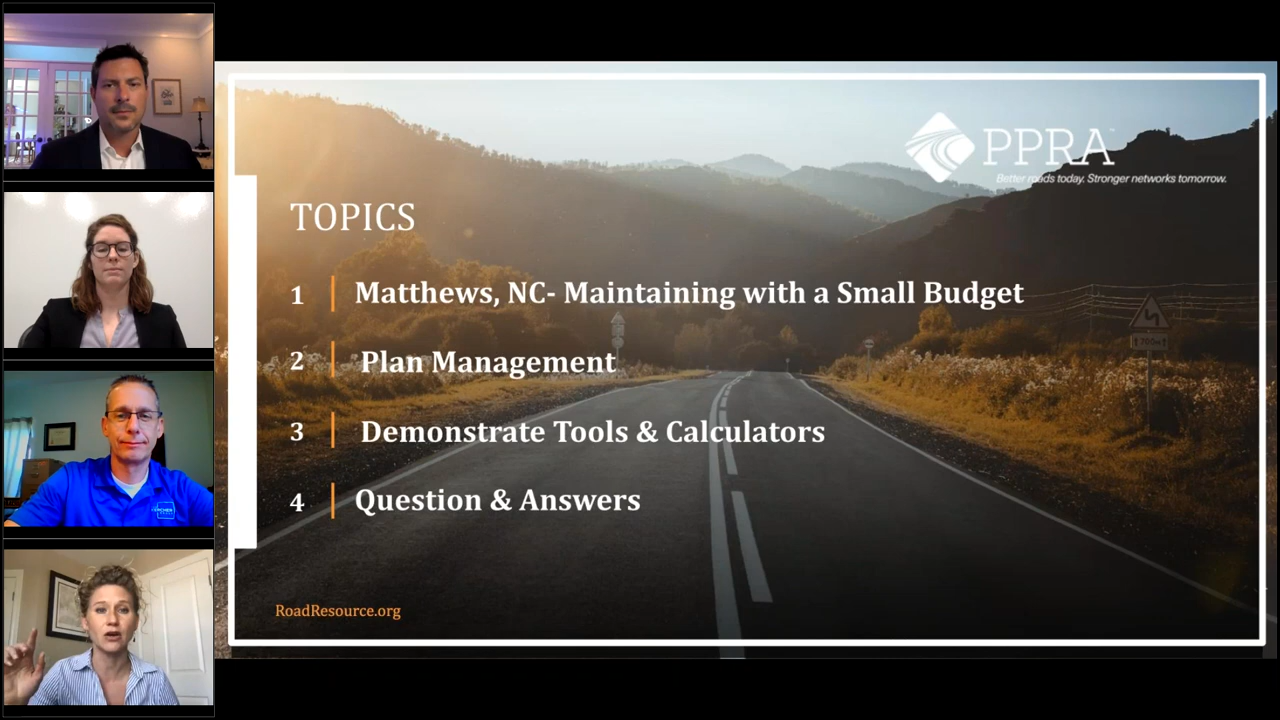 PPRA
Better roads today. Stronger networks tomorrow.
TOPICS
1 Matthews, NC- Maintaining with a Small Budget
2 Plan Management
3 Demonstrate Tools & Calculators
4 Question & Answers
700m
RoadResource.org